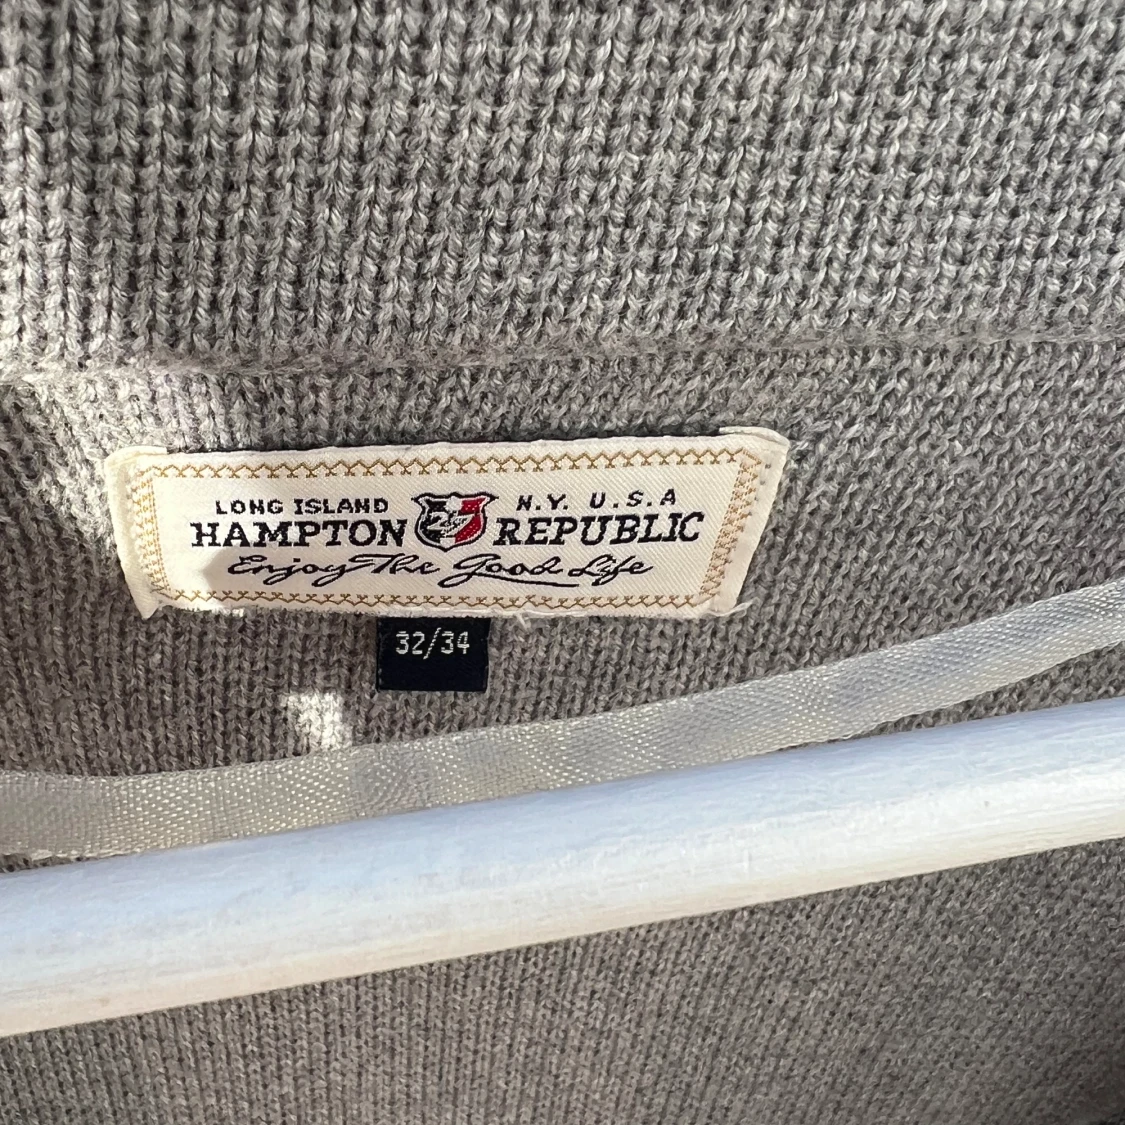 LONG ISLAND N.Y. U.S.A
HAMPTON REPUBLIC
Enjoy The Good Life
32/34